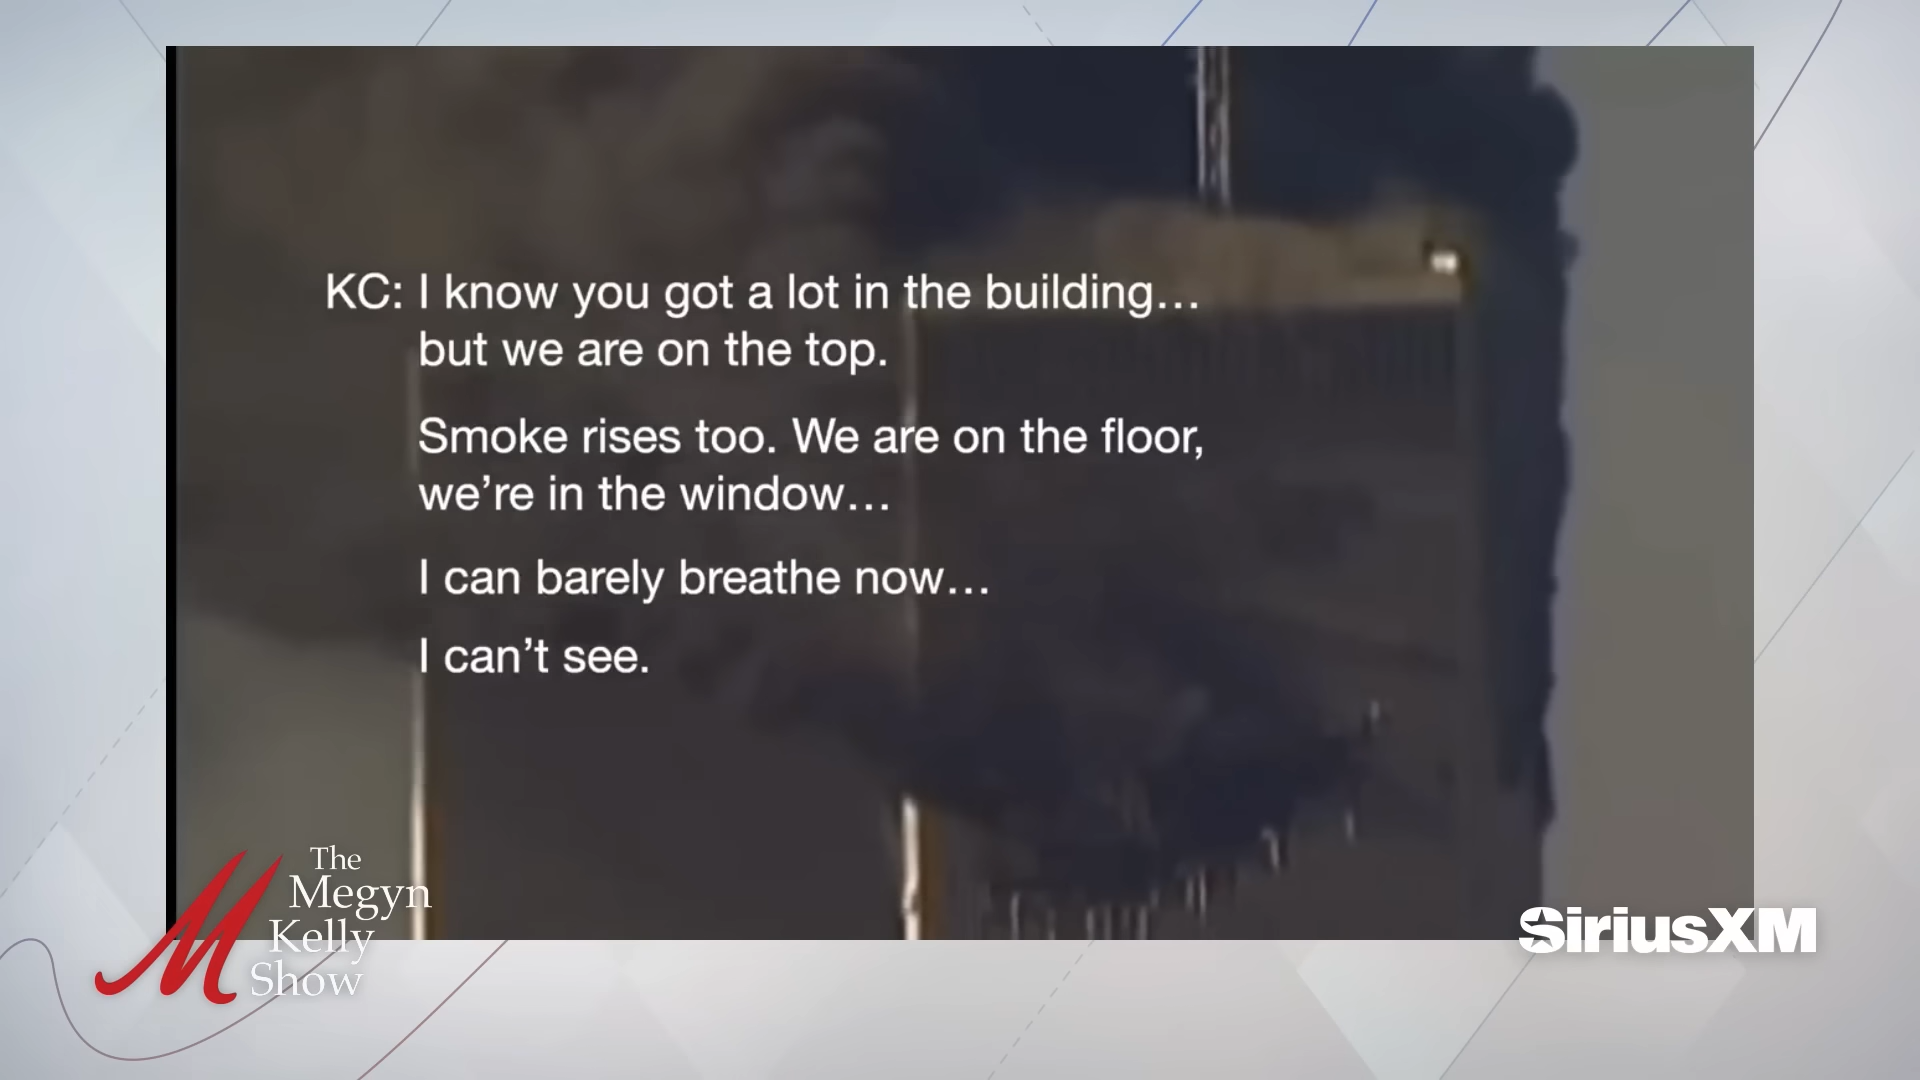 KC: I know you got a lot in the building…
but we are on the top.
Smoke rises too. We are on the floor,
we’re in the window…
I can barely breathe now…
I can’t see.
The
Megyn
Kelly
Show
SiriusXM